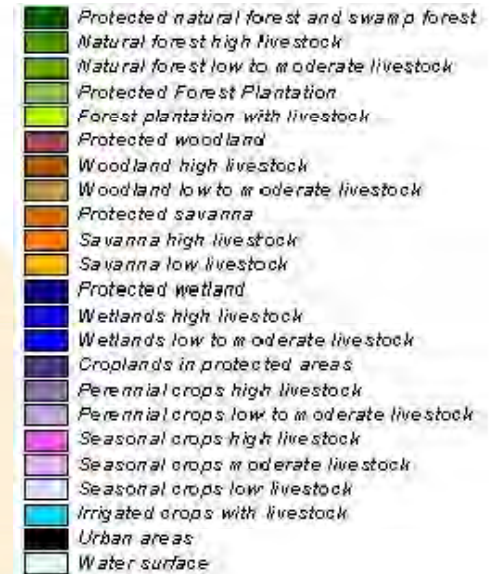 Protected natural forest and swamp forest
Natural forest high livestock
Natural forest low to moderate livestock
Protected Forest Plantation
Forest plantation with livestock
Protected woodland
Woodland high livestock
Woodland low to moderate livestock
Protected savanna
Savanna high livestock
Savanna low livestock
Protected wetland
Wetlands high livestock
Wetlands low to moderate livestock
Croplands in protected areas
Perennial crops high livestock
Perennial crops low to moderate livestock
Seasonal crops high livestock
Seasonal crops moderate livestock
Seasonal crops low livestock
Irrigated crops with livestock
Urban areas
Water surface